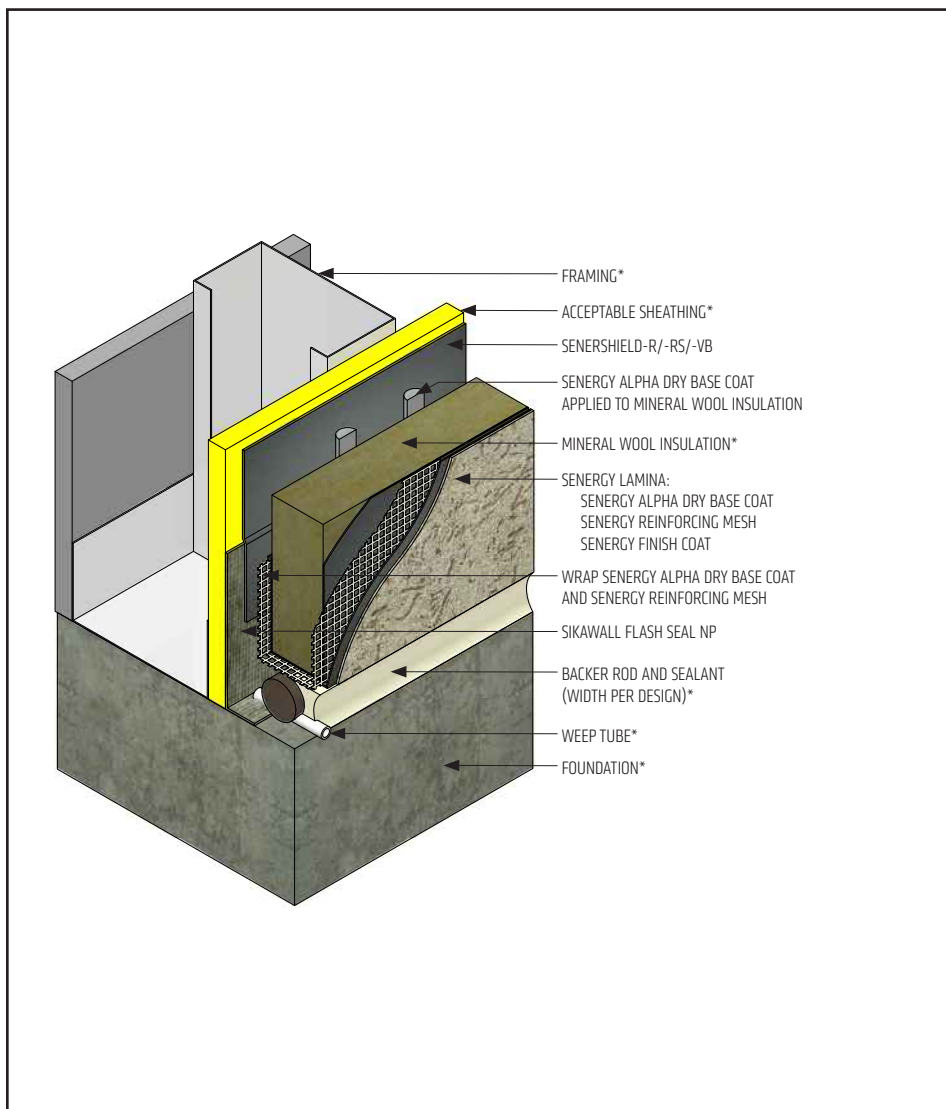 FRAMING*
ACCEPTABLE SHEATHING*
SENERSHIELD-R/-RS/-VB
SENERGY ALPHA DRY BASE COAT
APPLIED TO MINERAL WOOL INSULATION
MINERAL WOOL INSULATION*
SENERGY LAMINA:
SENERGY ALPHA DRY BASE COAT
SENERGY REINFORCING MESH
SENERGY FINISH COAT
WRAP SENERGY ALPHA DRY BASE COAT
AND SENERGY REINFORCING MESH
SIKAWALL FLASH SEAL NP
BACKER ROD AND SEALANT
(WIDTH PER DESIGN)*
WEEP TUBE*
FOUNDATION*